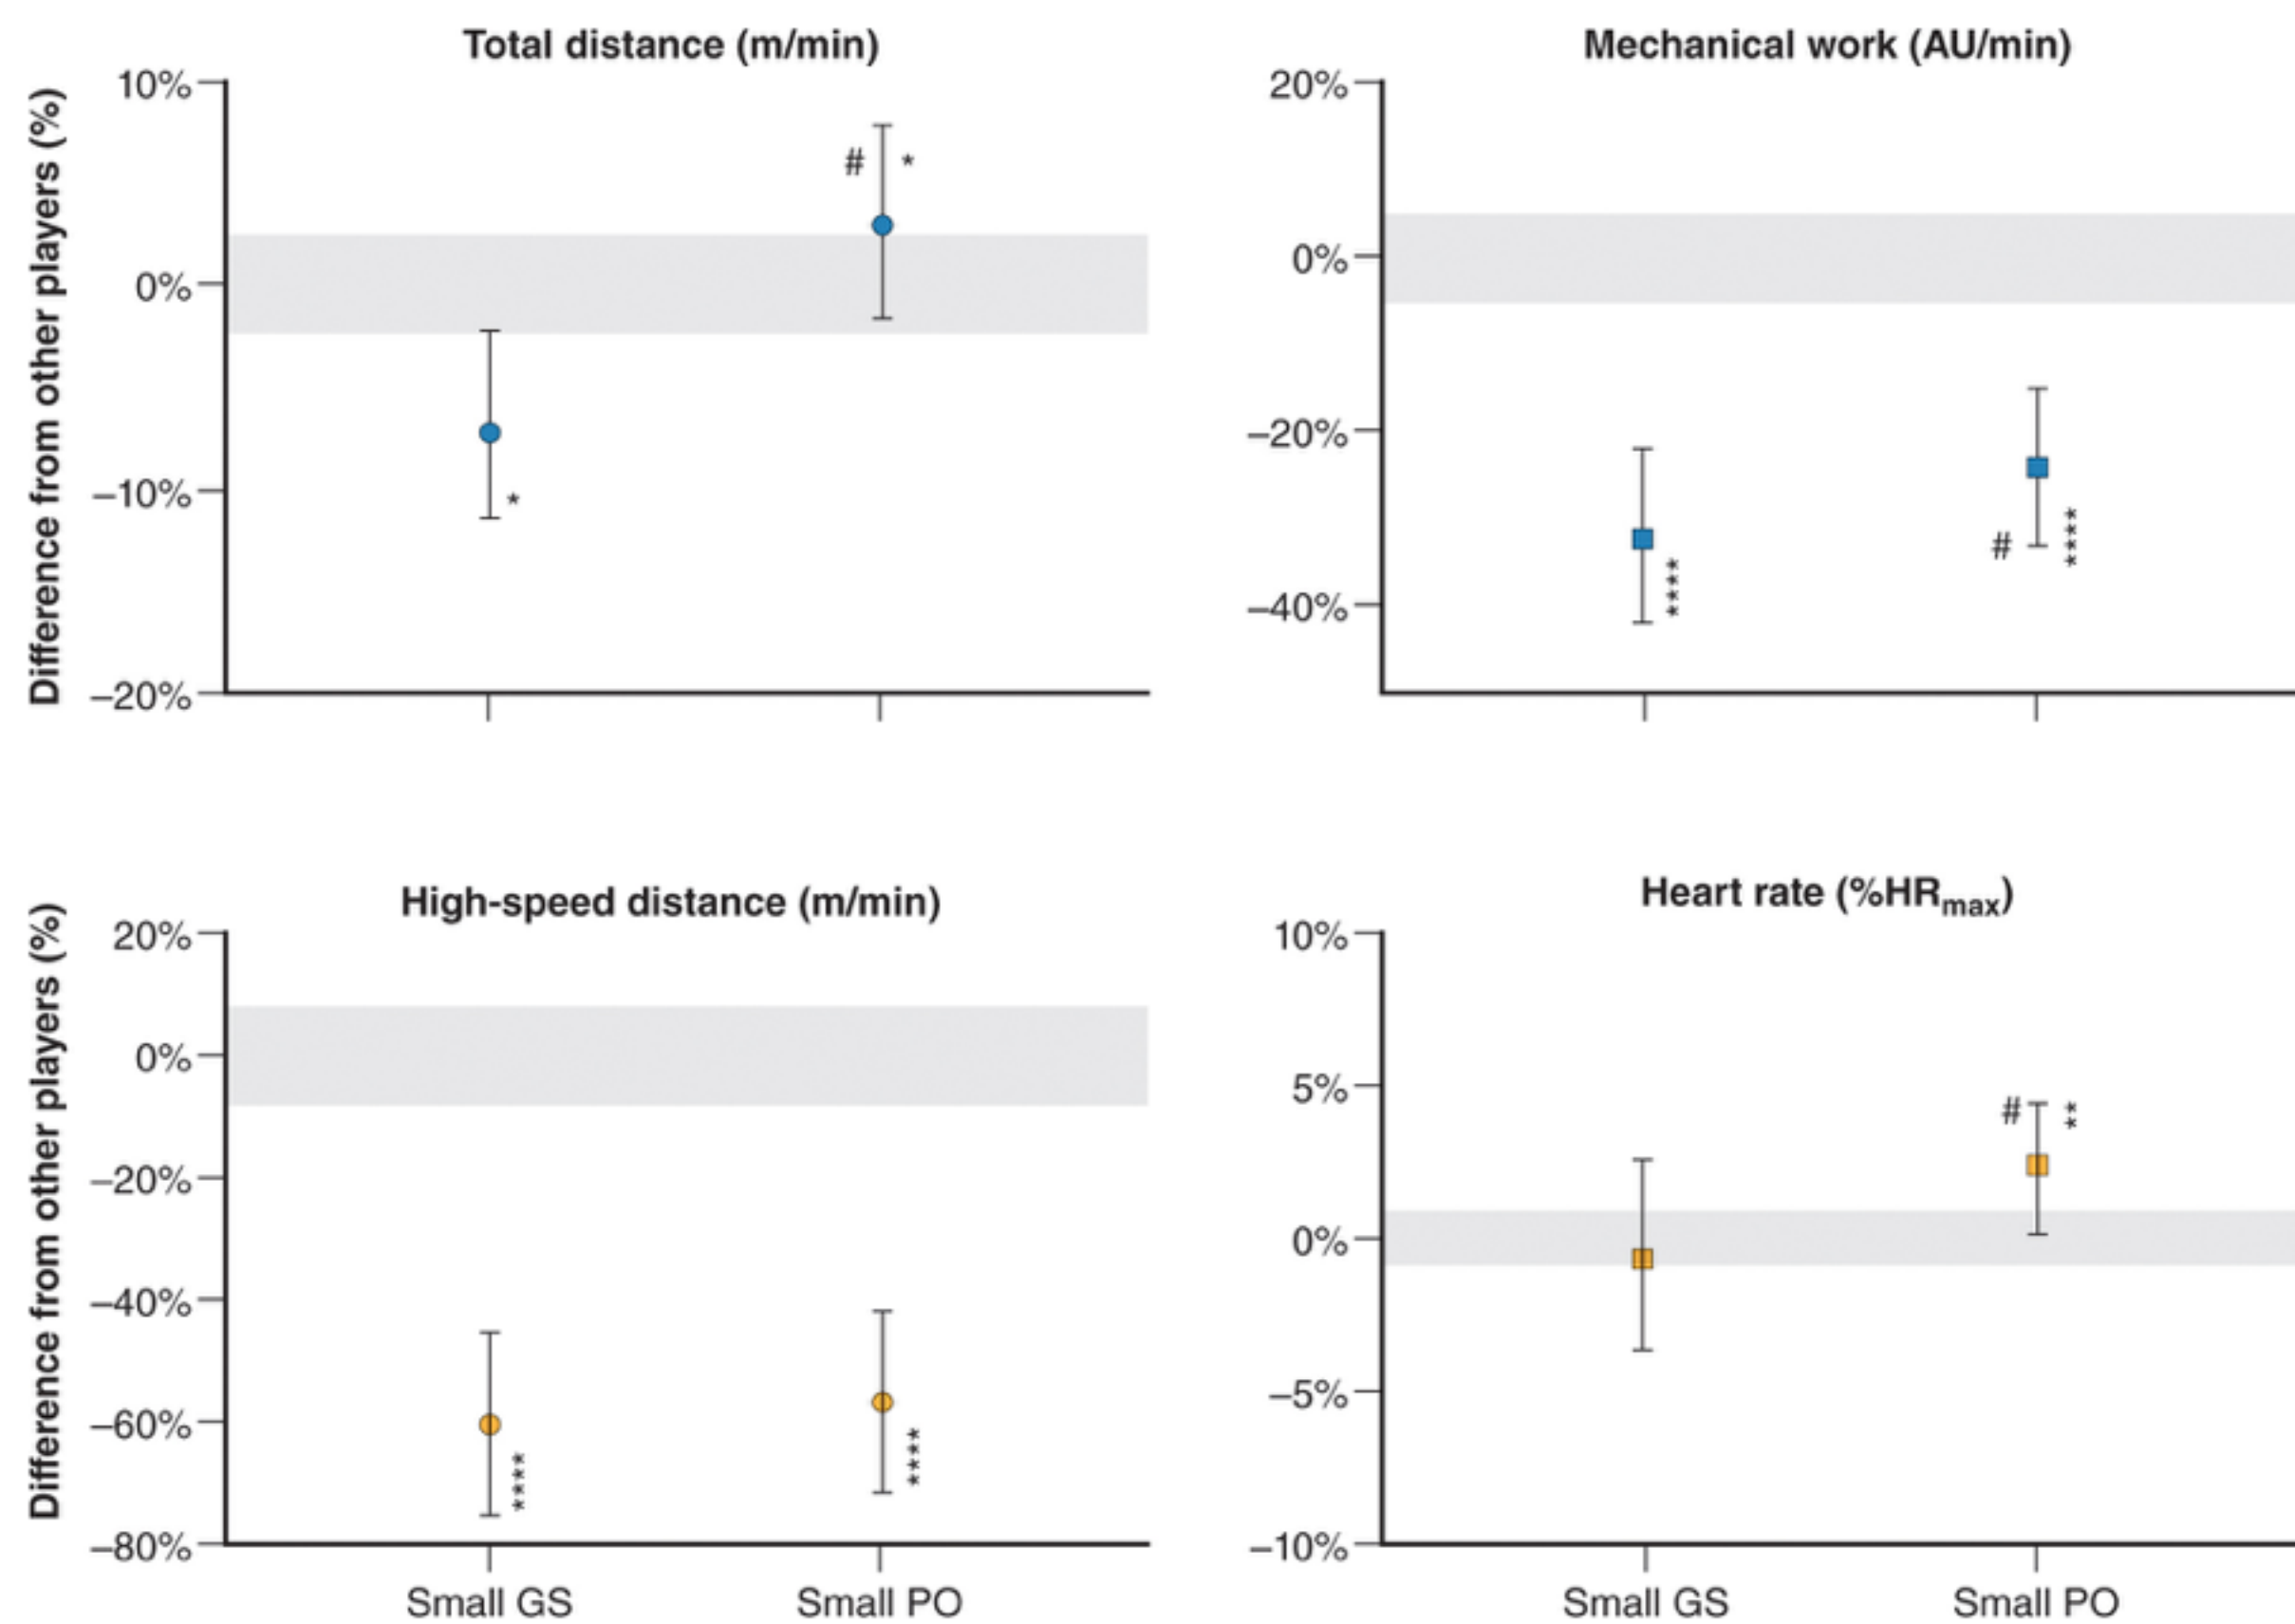 Total distance (m/min)
Difference from other players (%)
10%
0%
–10%
–20%
#
*
*
Mechanical work (AU/min)
20%
0%
–20%
–40%
****
#
****
High-speed distance (m/min)
Difference from other players (%)
20%
0%
–20%
–40%
–60%
–80%
****
****
Small GS
Small PO
Heart rate (%HRmax)
10%
5%
0%
–5%
–10%
#
**
Small GS
Small PO